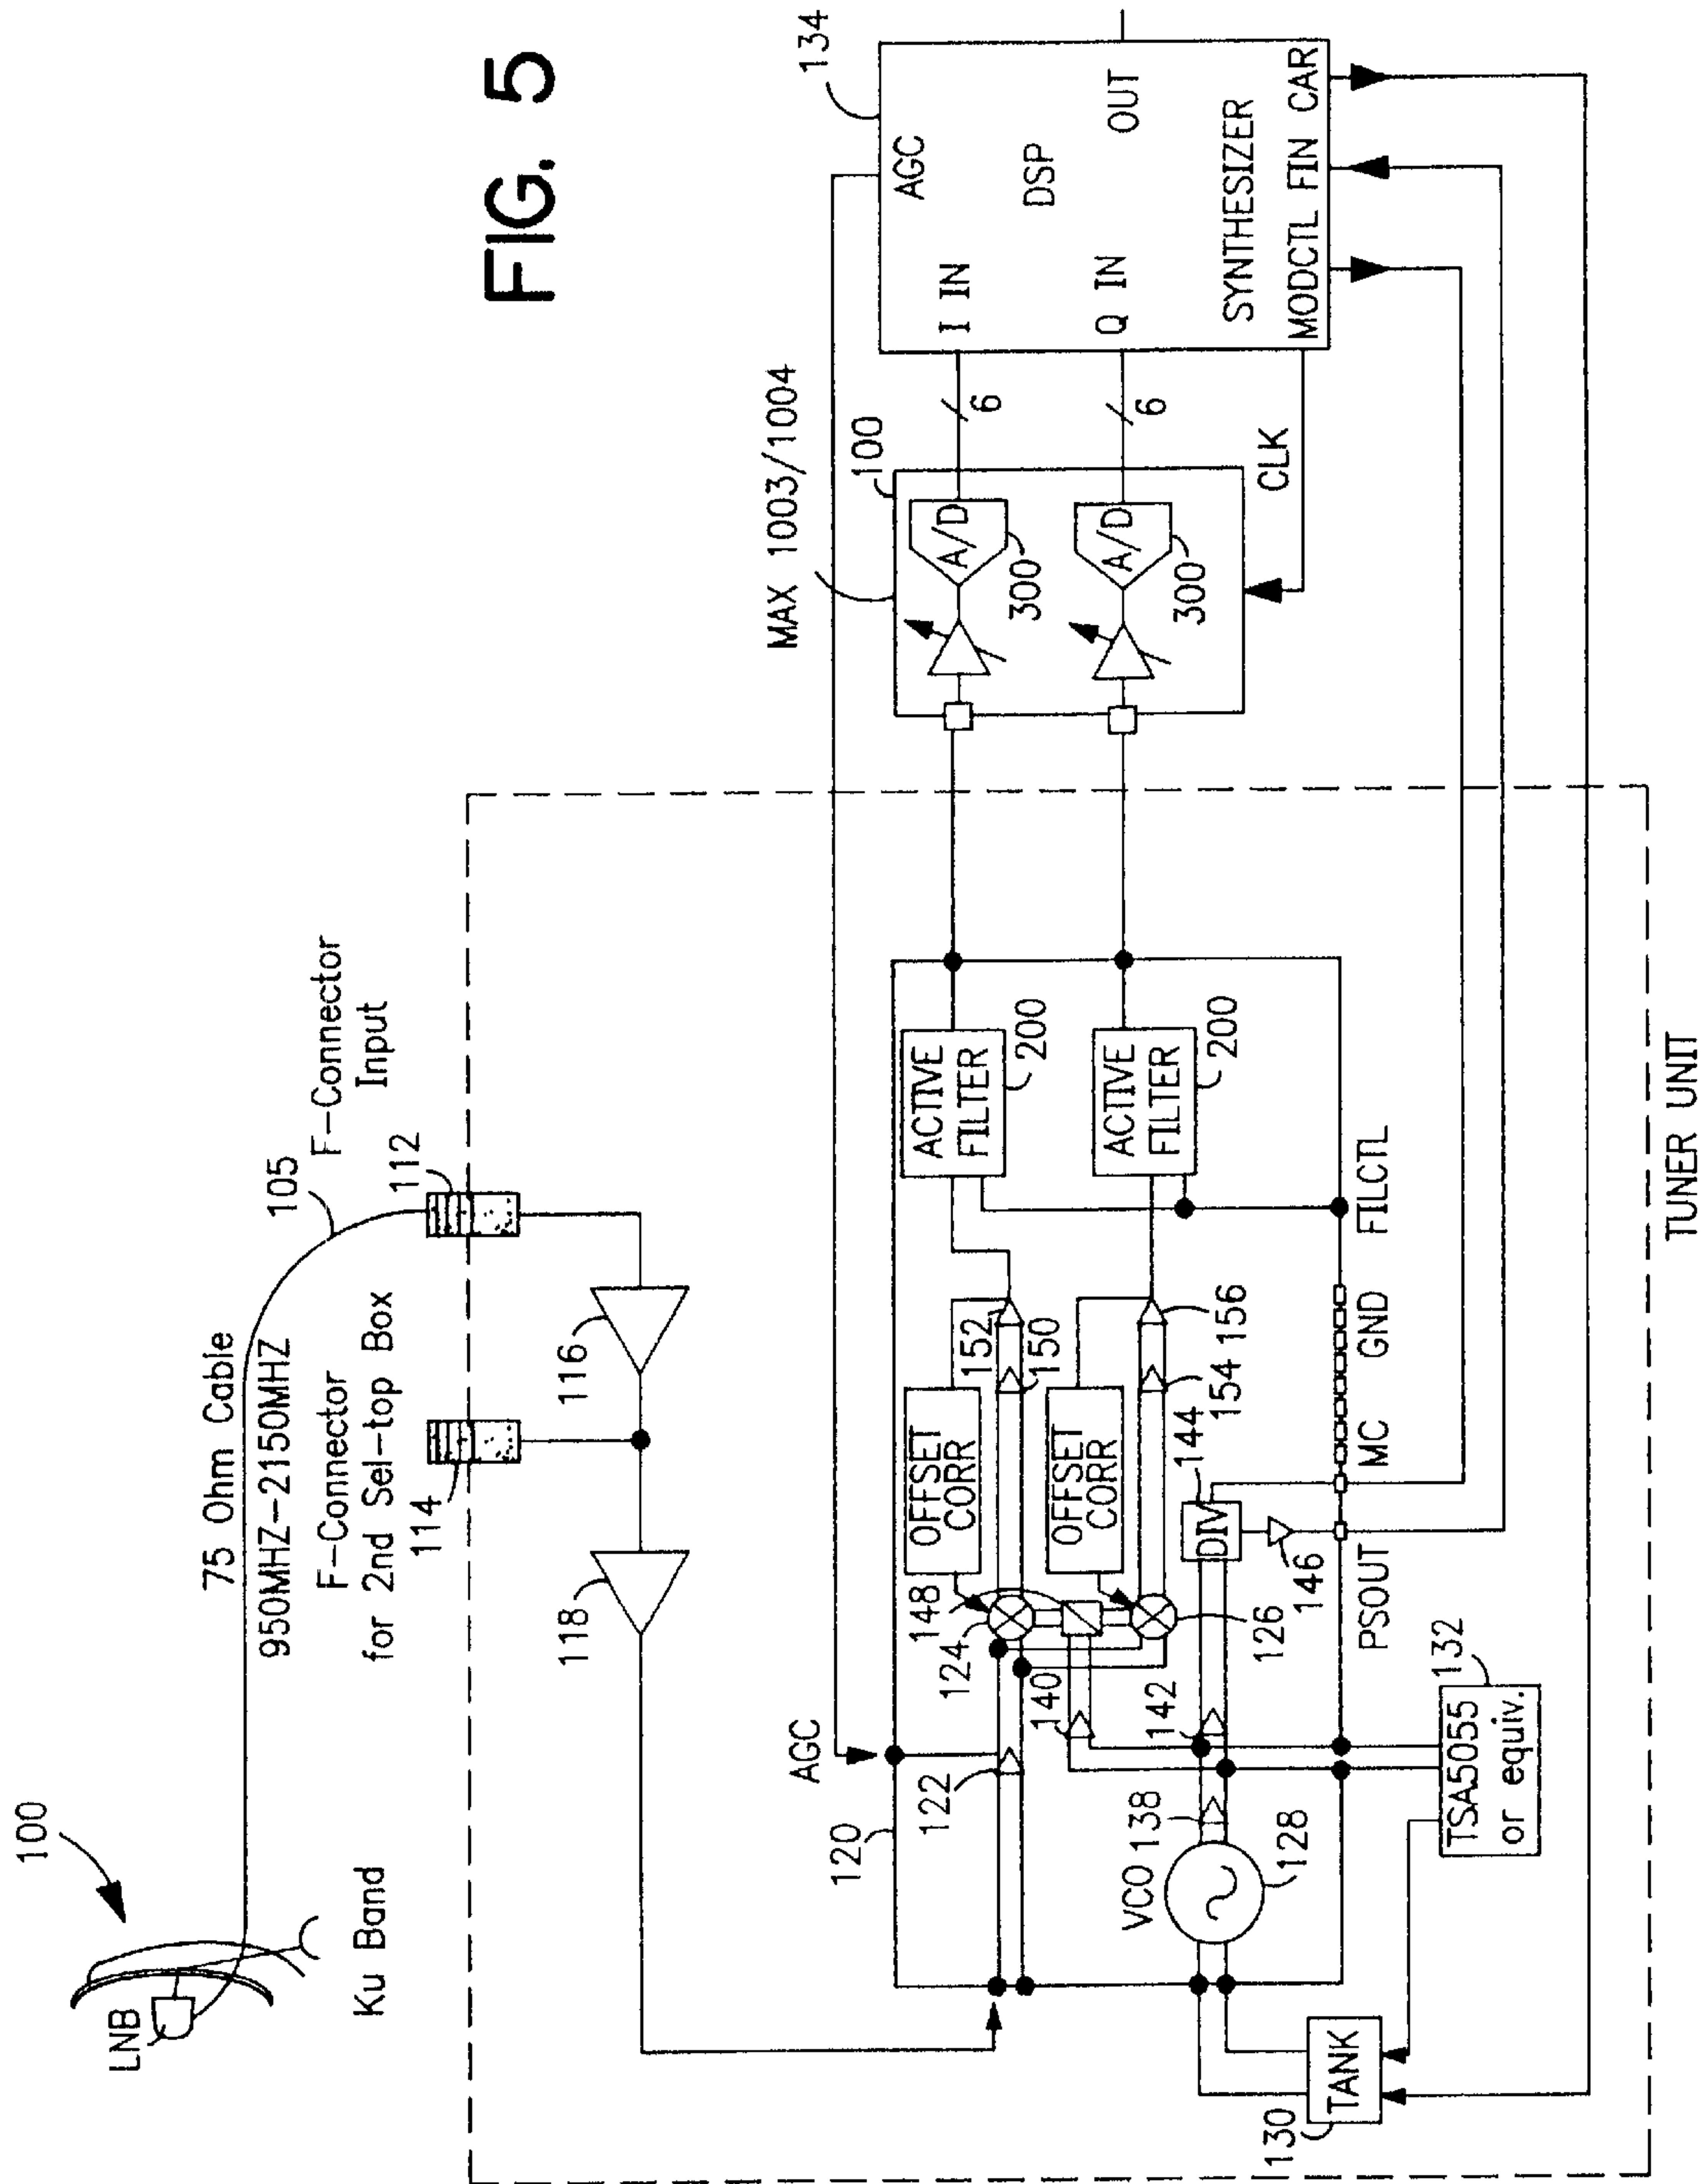 FIG. 5
100
LNB
Ku Band
75 Ohm Cable
950MHZ-2150MHZ
105
F-Connector
Input
112
F-Connector
for 2nd Sel-top Box
114
116
118
MAX 1003/1004
100
134
AGC
DSP
I IN
Q IN
OUT
SYNTHESIZER
MODCTL FIN CAR
6
6
A/D
300
A/D
300
CLK
AGC
120
122
124
148
OFFSET
CORR
152
150
ACTIVE
FILTER
200
OFFSET
CORR
140
126
154
156
ACTIVE
FILTER
200
VCO
138
128
142
DIV
144
146
PSOUT
MC
GND
FILCTL
TANK
130
TSA5055
or equiv.
132
TUNER UNIT